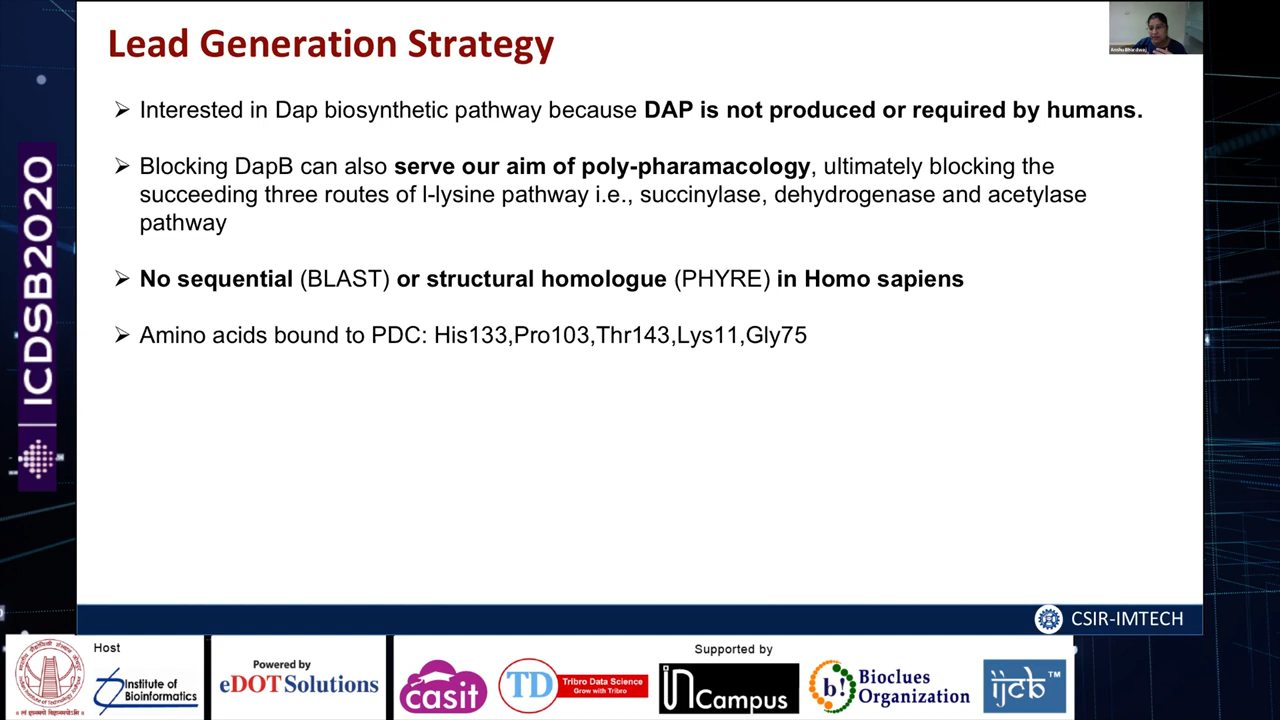 Lead Generation Strategy
Anshu Bhardwaj
➢ Interested in Dap biosynthetic pathway because DAP is not produced or required by humans.
➢ Blocking DapB can also serve our aim of poly-pharamacology, ultimately blocking the
succeeding three routes of l-lysine pathway i.e., succinylase, dehydrogenase and acetylase
pathway
➢ No sequential (BLAST) or structural homologue (PHYRE) in Homo sapiens
➢ Amino acids bound to PDC: His133,Pro103,Thr143,Lys11,Gly75
ICDSB2020
CSIR-IMTECH
Host
Institute of
Bioinformatics
Powered by
eDOTSolutions
Supported by
casit
TD
Tribro Data Science
Grow with Tribro
inCampus
b!
Bioclues
Organization
ijcb™